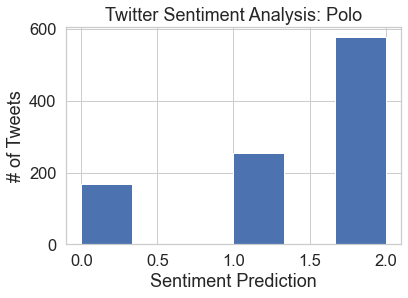 Twitter Sentiment Analysis: Polo
# of Tweets
600
400
200
0
0.0 0.5 1.0 1.5 2.0
Sentiment Prediction